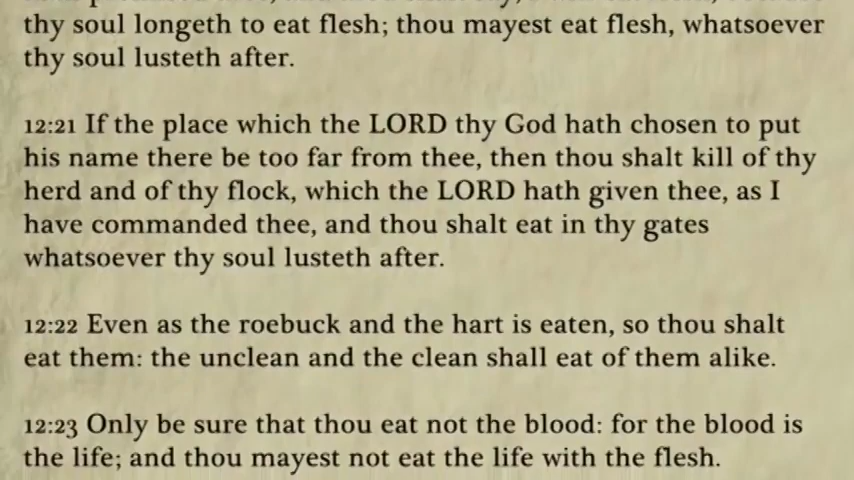 thy soul longeth to eat flesh; thou mayest eat flesh, whatsoever
thy soul lusteth after.
12:21 If the place which the LORD thy God hath chosen to put
his name there be too far from thee, then thou shalt kill of thy
herd and of thy flock, which the LORD hath given thee, as I
have commanded thee, and thou shalt eat in thy gates
whatsoever thy soul lusteth after.
12:22 Even as the roebuck and the hart is eaten, so thou shalt
eat them: the unclean and the clean shall eat of them alike.
12:23 Only be sure that thou eat not the blood: for the blood is
the life; and thou mayest not eat the life with the flesh.